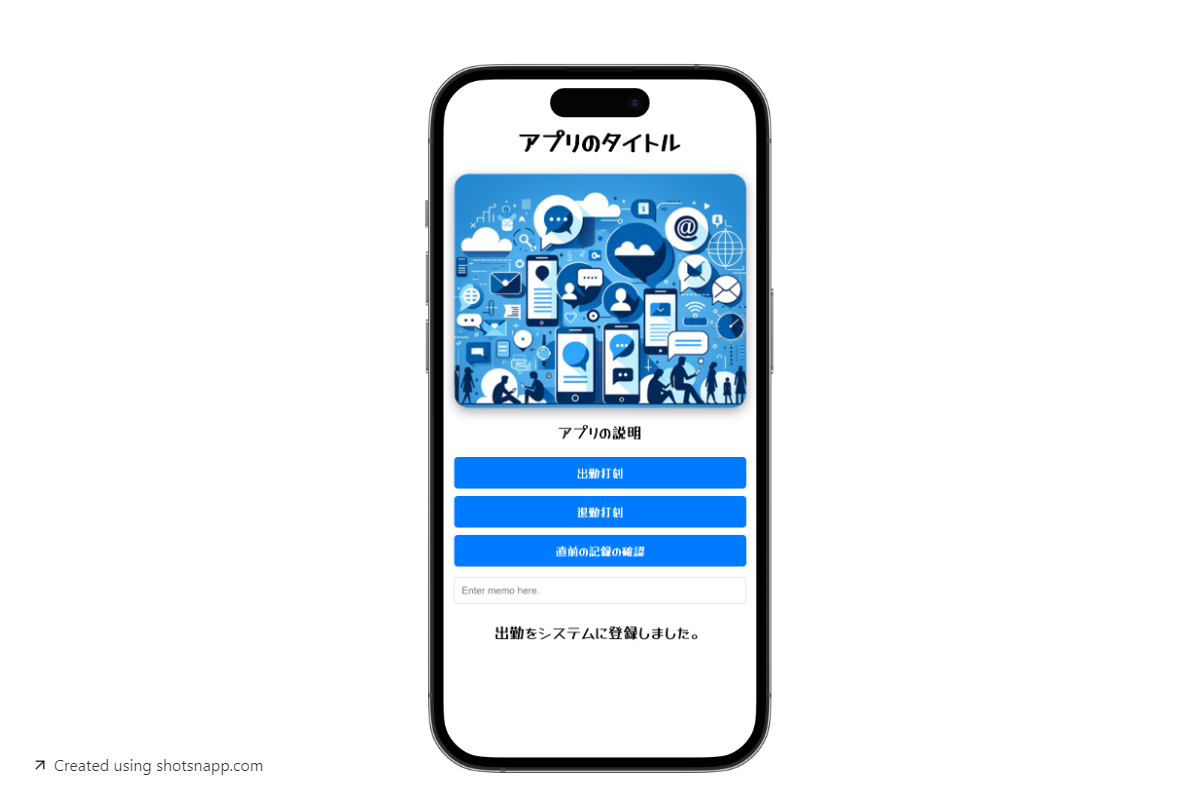 アプリのタイトル
@
アプリの説明
出勤打刻
退勤打刻
直前の記録の確認
Enter memo here.
出勤をシステムに登録しました。
Created using shotsnapp.com